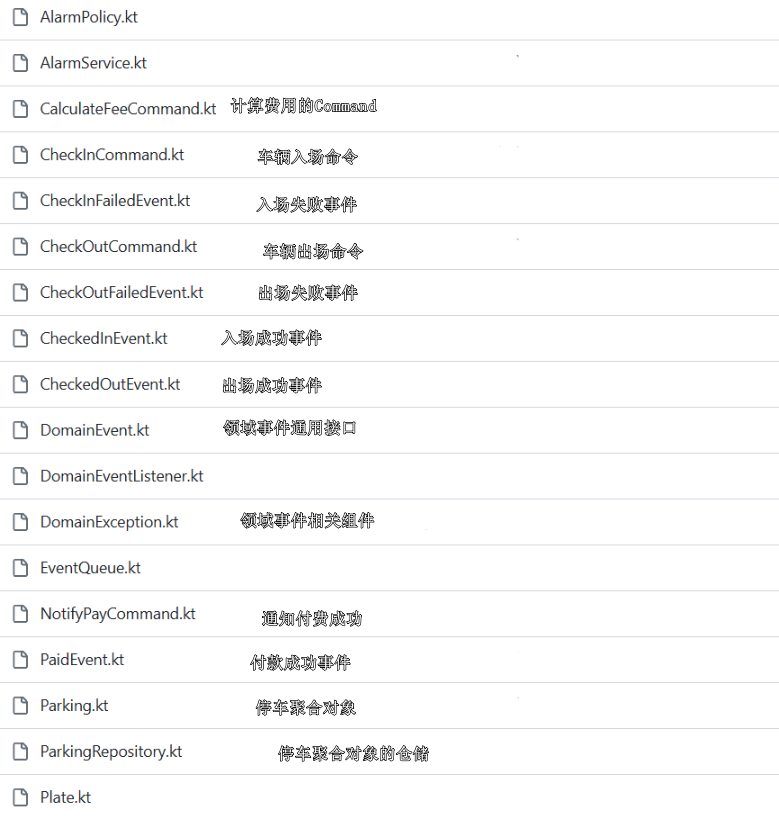 AlarmPolicy.kt
AlarmService.kt
CalculateFeeCommand.kt 计算费用的Command
CheckInCommand.kt 车辆入场命令
CheckInFailedEvent.kt 入场失败事件
CheckOutCommand.kt 车辆出场命令
CheckOutFailedEvent.kt 出场失败事件
CheckedInEvent.kt 入场成功事件
CheckedOutEvent.kt 出场成功事件
DomainEvent.kt 领域事件通用接口
DomainEventListener.kt
DomainException.kt 领域事件相关组件
EventQueue.kt
NotifyPayCommand.kt 通知付费成功
PaidEvent.kt 付款成功事件
Parking.kt 停车聚合对象
ParkingRepository.kt 停车聚合对象的仓储
Plate.kt